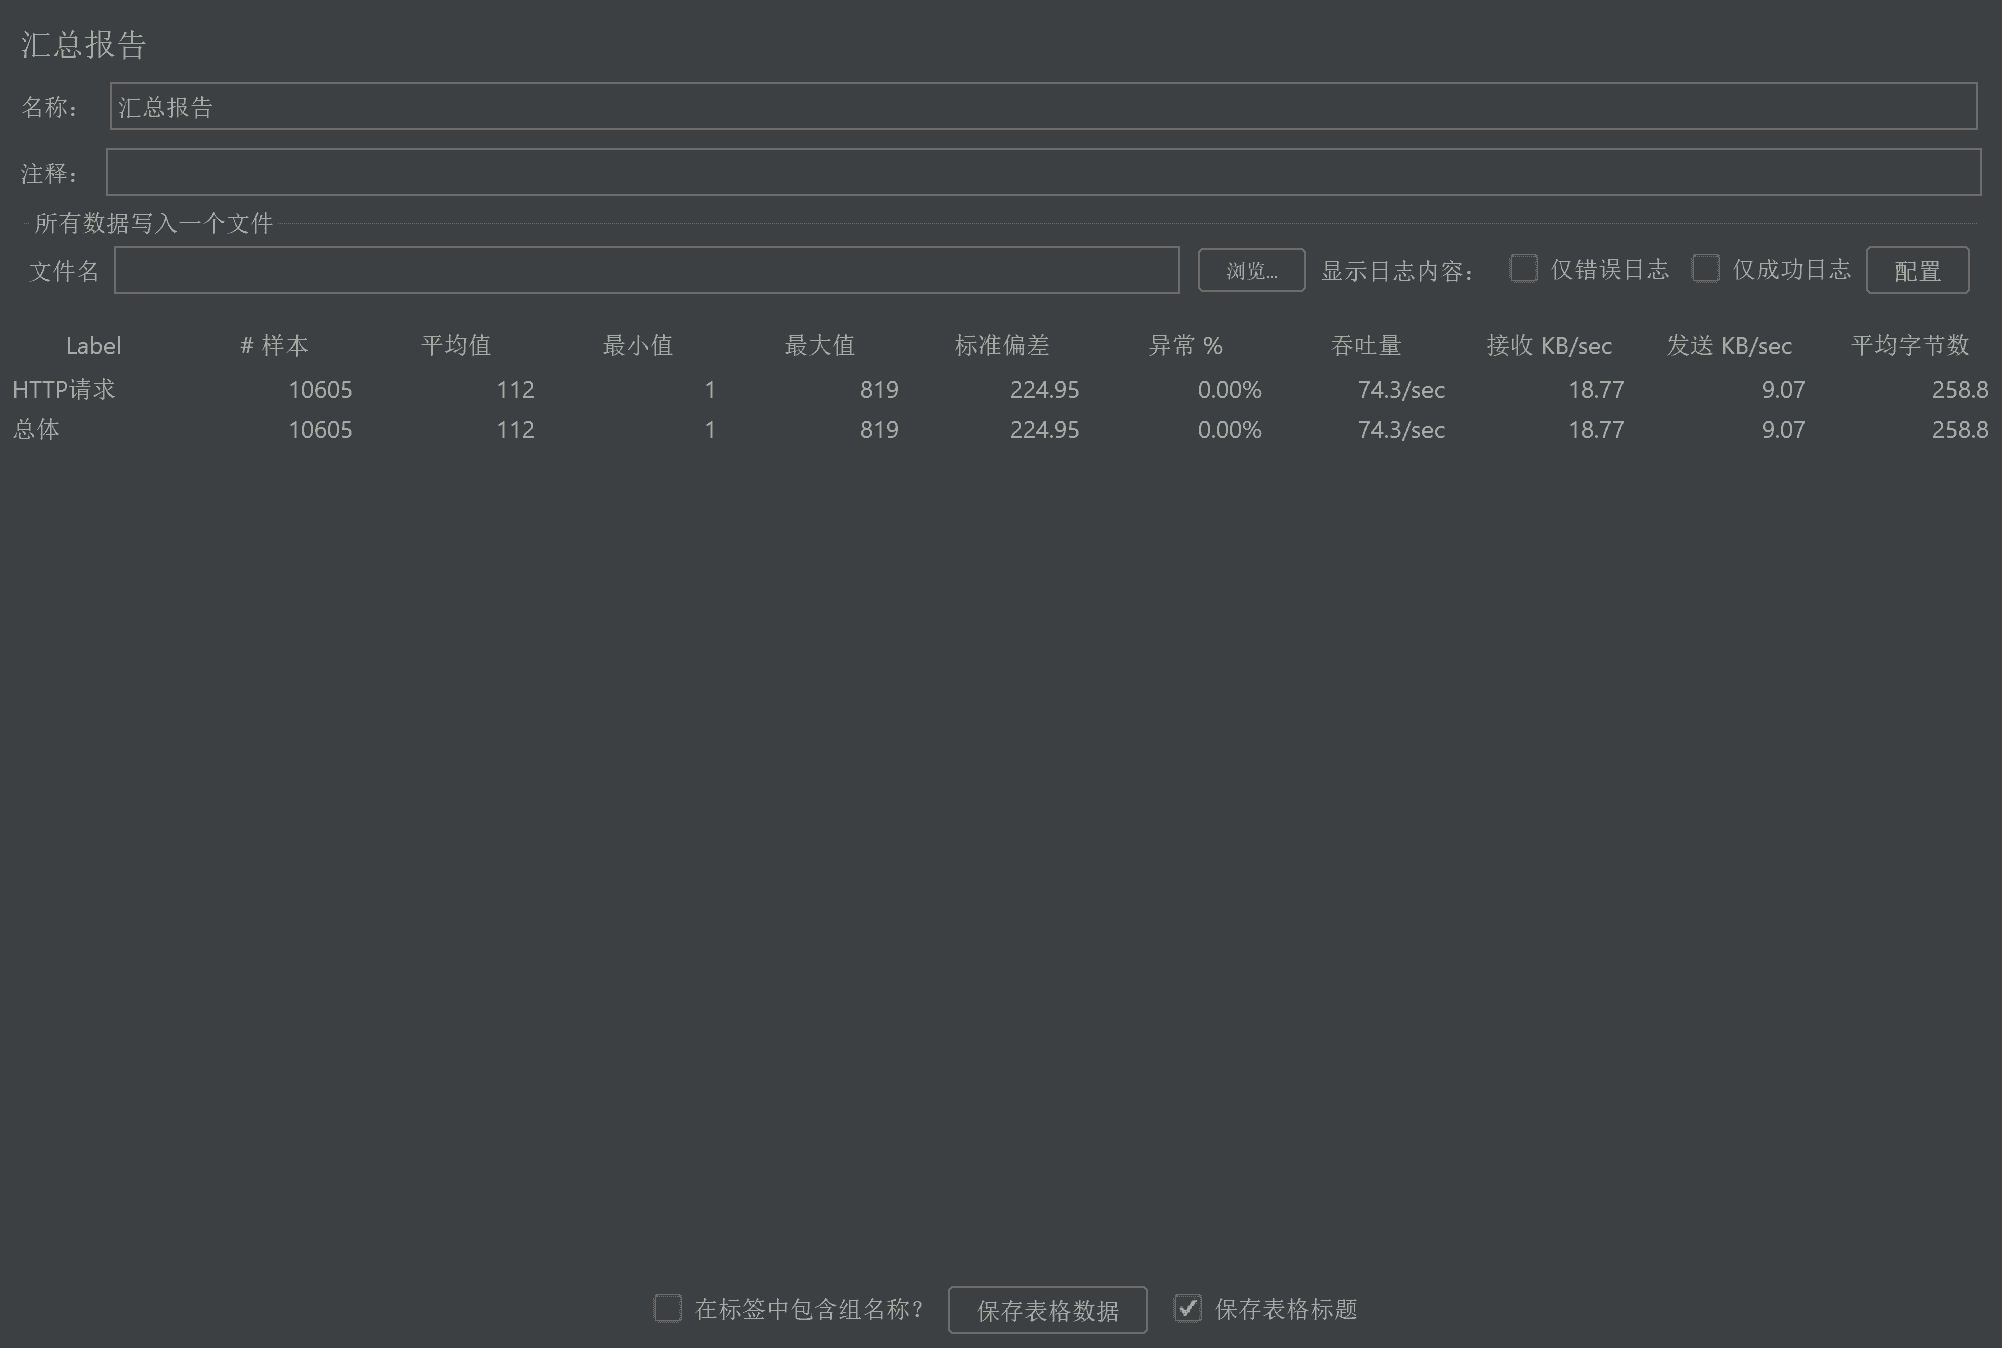 汇总报告
名称： 汇总报告
注释：
所有数据写入一个文件
文件名 浏览... 显示日志内容： 仅错误日志 仅成功日志 配置
Label # 样本 平均值 最小值 最大值 标准偏差 异常 % 吞吐量 接收 KB/sec 发送 KB/sec 平均字节数
HTTP请求 10605 112 1 819 224.95 0.00% 74.3/sec 18.77 9.07 258.8
总体 10605 112 1 819 224.95 0.00% 74.3/sec 18.77 9.07 258.8
在标签中包含组名称？ 保存表格数据 保存表格标题